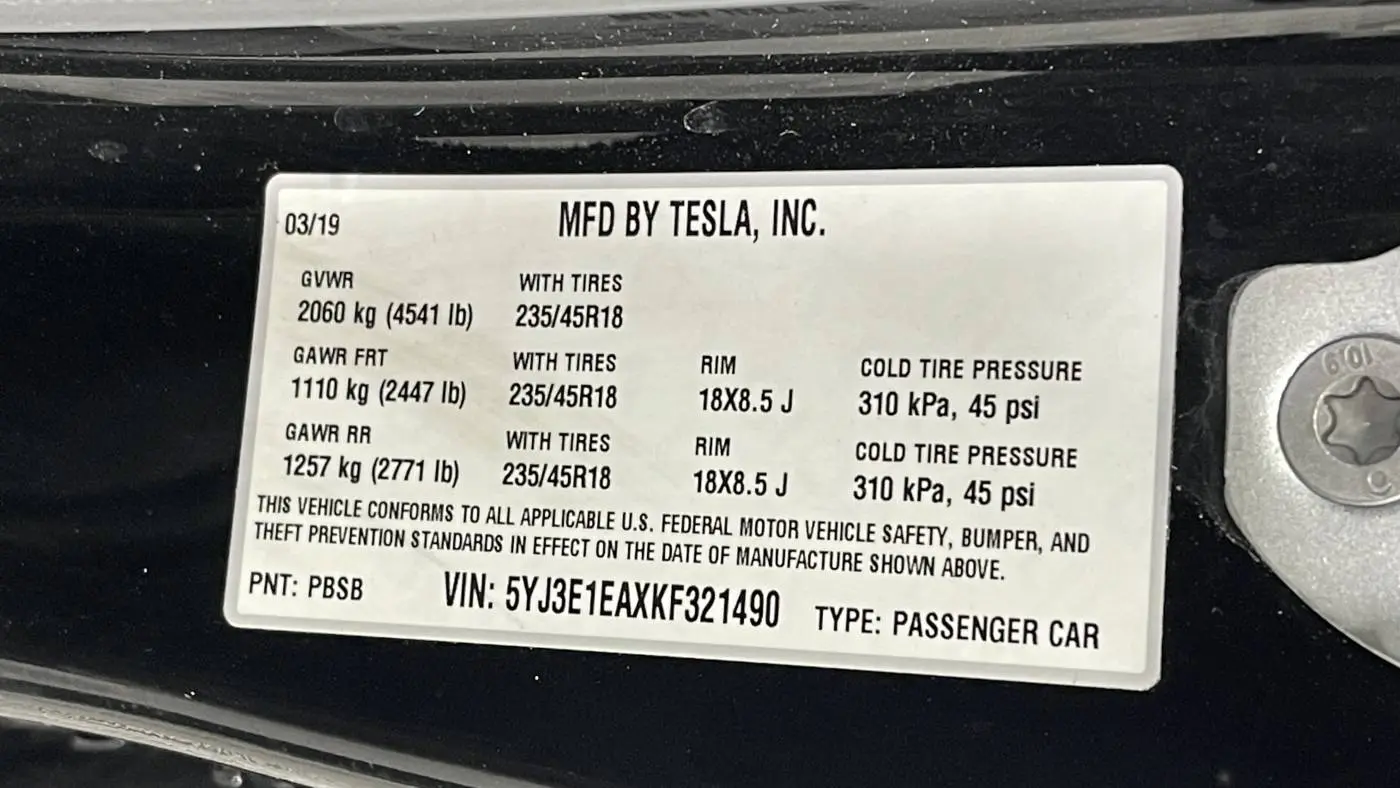 03/19 MFD BY TESLA, INC.
GVWR WITH TIRES
2060 kg (4541 lb) 235/45R18
GAWR FRT WITH TIRES RIM COLD TIRE PRESSURE
1110 kg (2447 lb) 235/45R18 18X8.5 J 310 kPa, 45 psi
GAWR RR WITH TIRES RIM COLD TIRE PRESSURE
1257 kg (2771 lb) 235/45R18 18X8.5 J 310 kPa, 45 psi
THIS VEHICLE CONFORMS TO ALL APPLICABLE U.S. FEDERAL MOTOR VEHICLE SAFETY, BUMPER, AND
THEFT PREVENTION STANDARDS IN EFFECT ON THE DATE OF MANUFACTURE SHOWN ABOVE.
PNT: PBSB VIN: 5YJ3E1EAXKF321490 TYPE: PASSENGER CAR
10.9